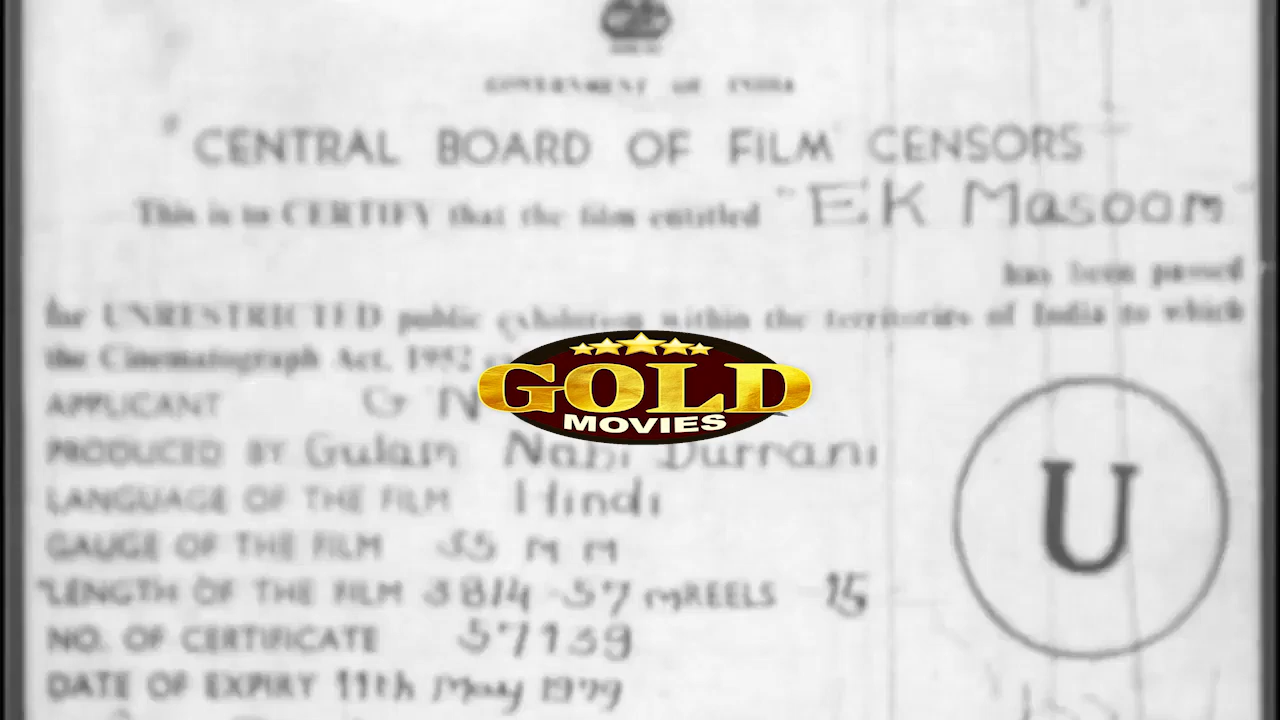 GOVERNMENT OF INDIA
CENTRAL BOARD OF FILM CENSORS
This is to CERTIFY that the film entitled "EK Masoom"
has been passed
for UNRESTRICTED public exhibition within the territories of India to which
the Cinematograph Act, 1952
APPLICANT G N
GOLD
MOVIES
PRODUCED BY Gulam Nabi Durrani
LANGUAGE OF THE FILM Hindi
GAUGE OF THE FILM 35 MM
LENGTH OF THE FILM 3814-57 mREELS 15
U
NO. OF CERTIFICATE 57139
DATE OF EXPIRY 11th May 1979